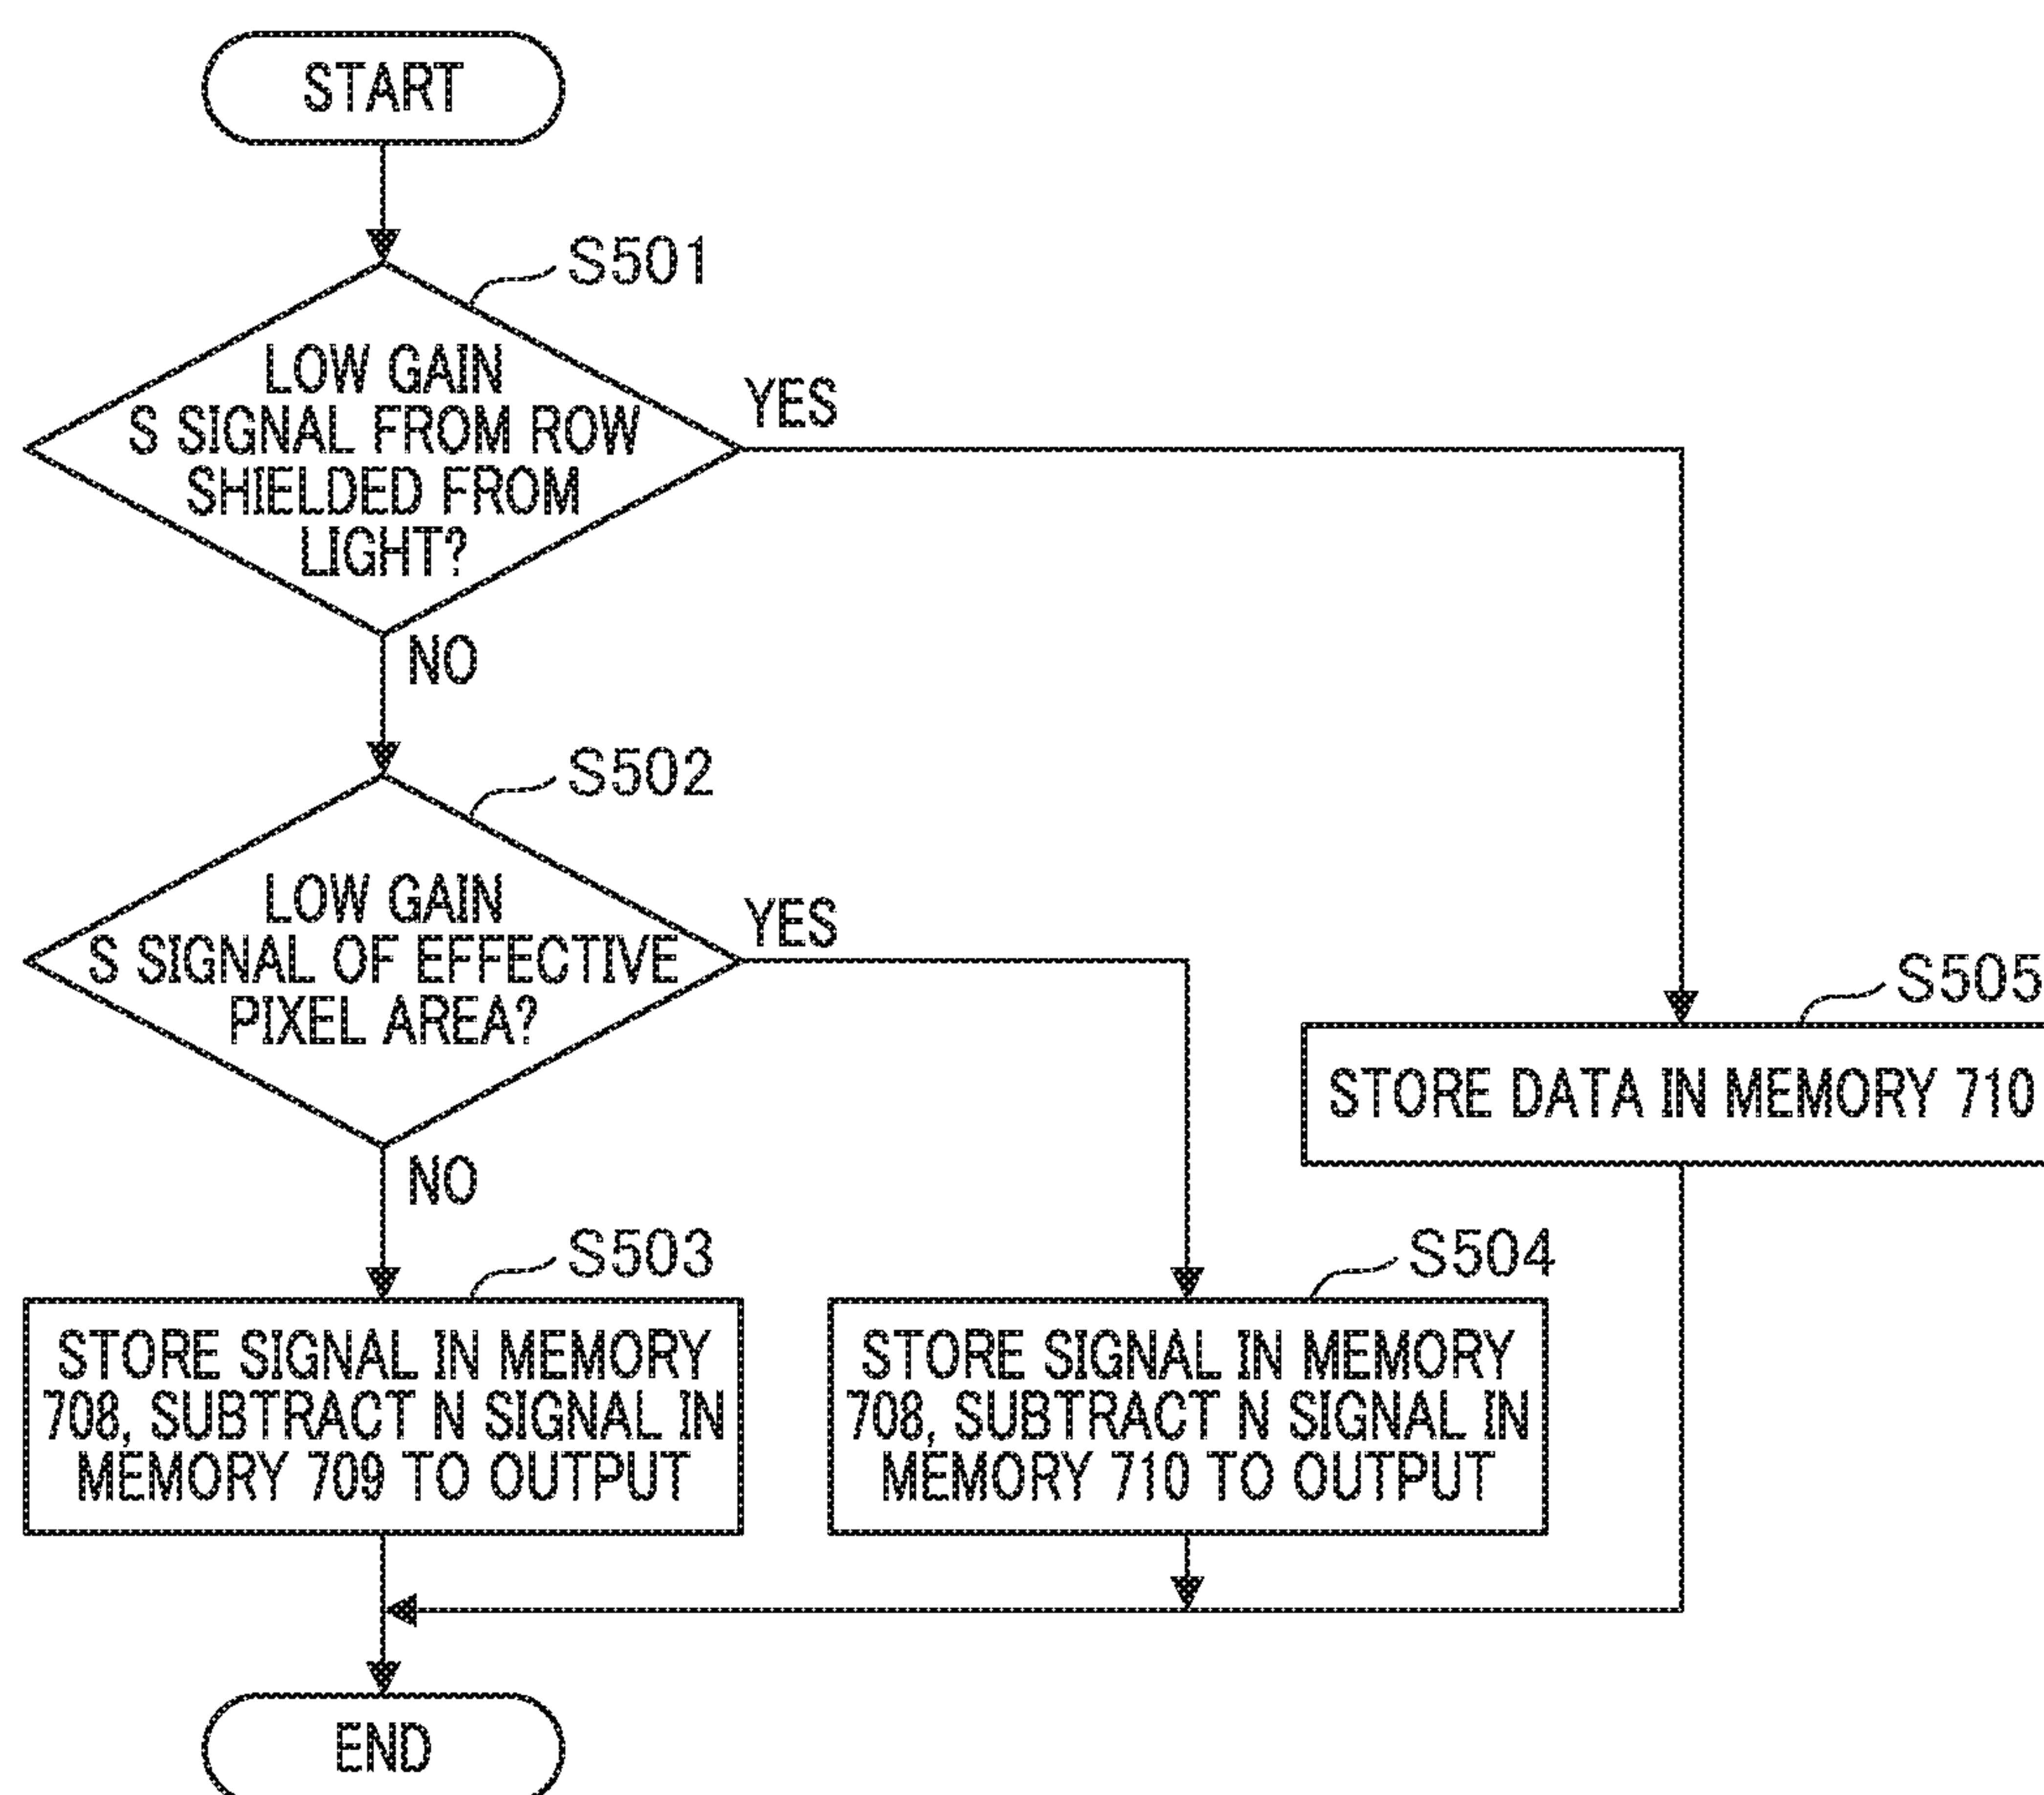 START
S501
LOW GAIN
S SIGNAL FROM ROW
SHIELDED FROM
LIGHT?
YES
NO
S502
LOW GAIN
S SIGNAL OF EFFECTIVE
PIXEL AREA?
YES
NO
S503
STORE SIGNAL IN MEMORY
708, SUBTRACT N SIGNAL IN
MEMORY 709 TO OUTPUT
S504
STORE SIGNAL IN MEMORY
708, SUBTRACT N SIGNAL IN
MEMORY 710 TO OUTPUT
S505
STORE DATA IN MEMORY 710
END